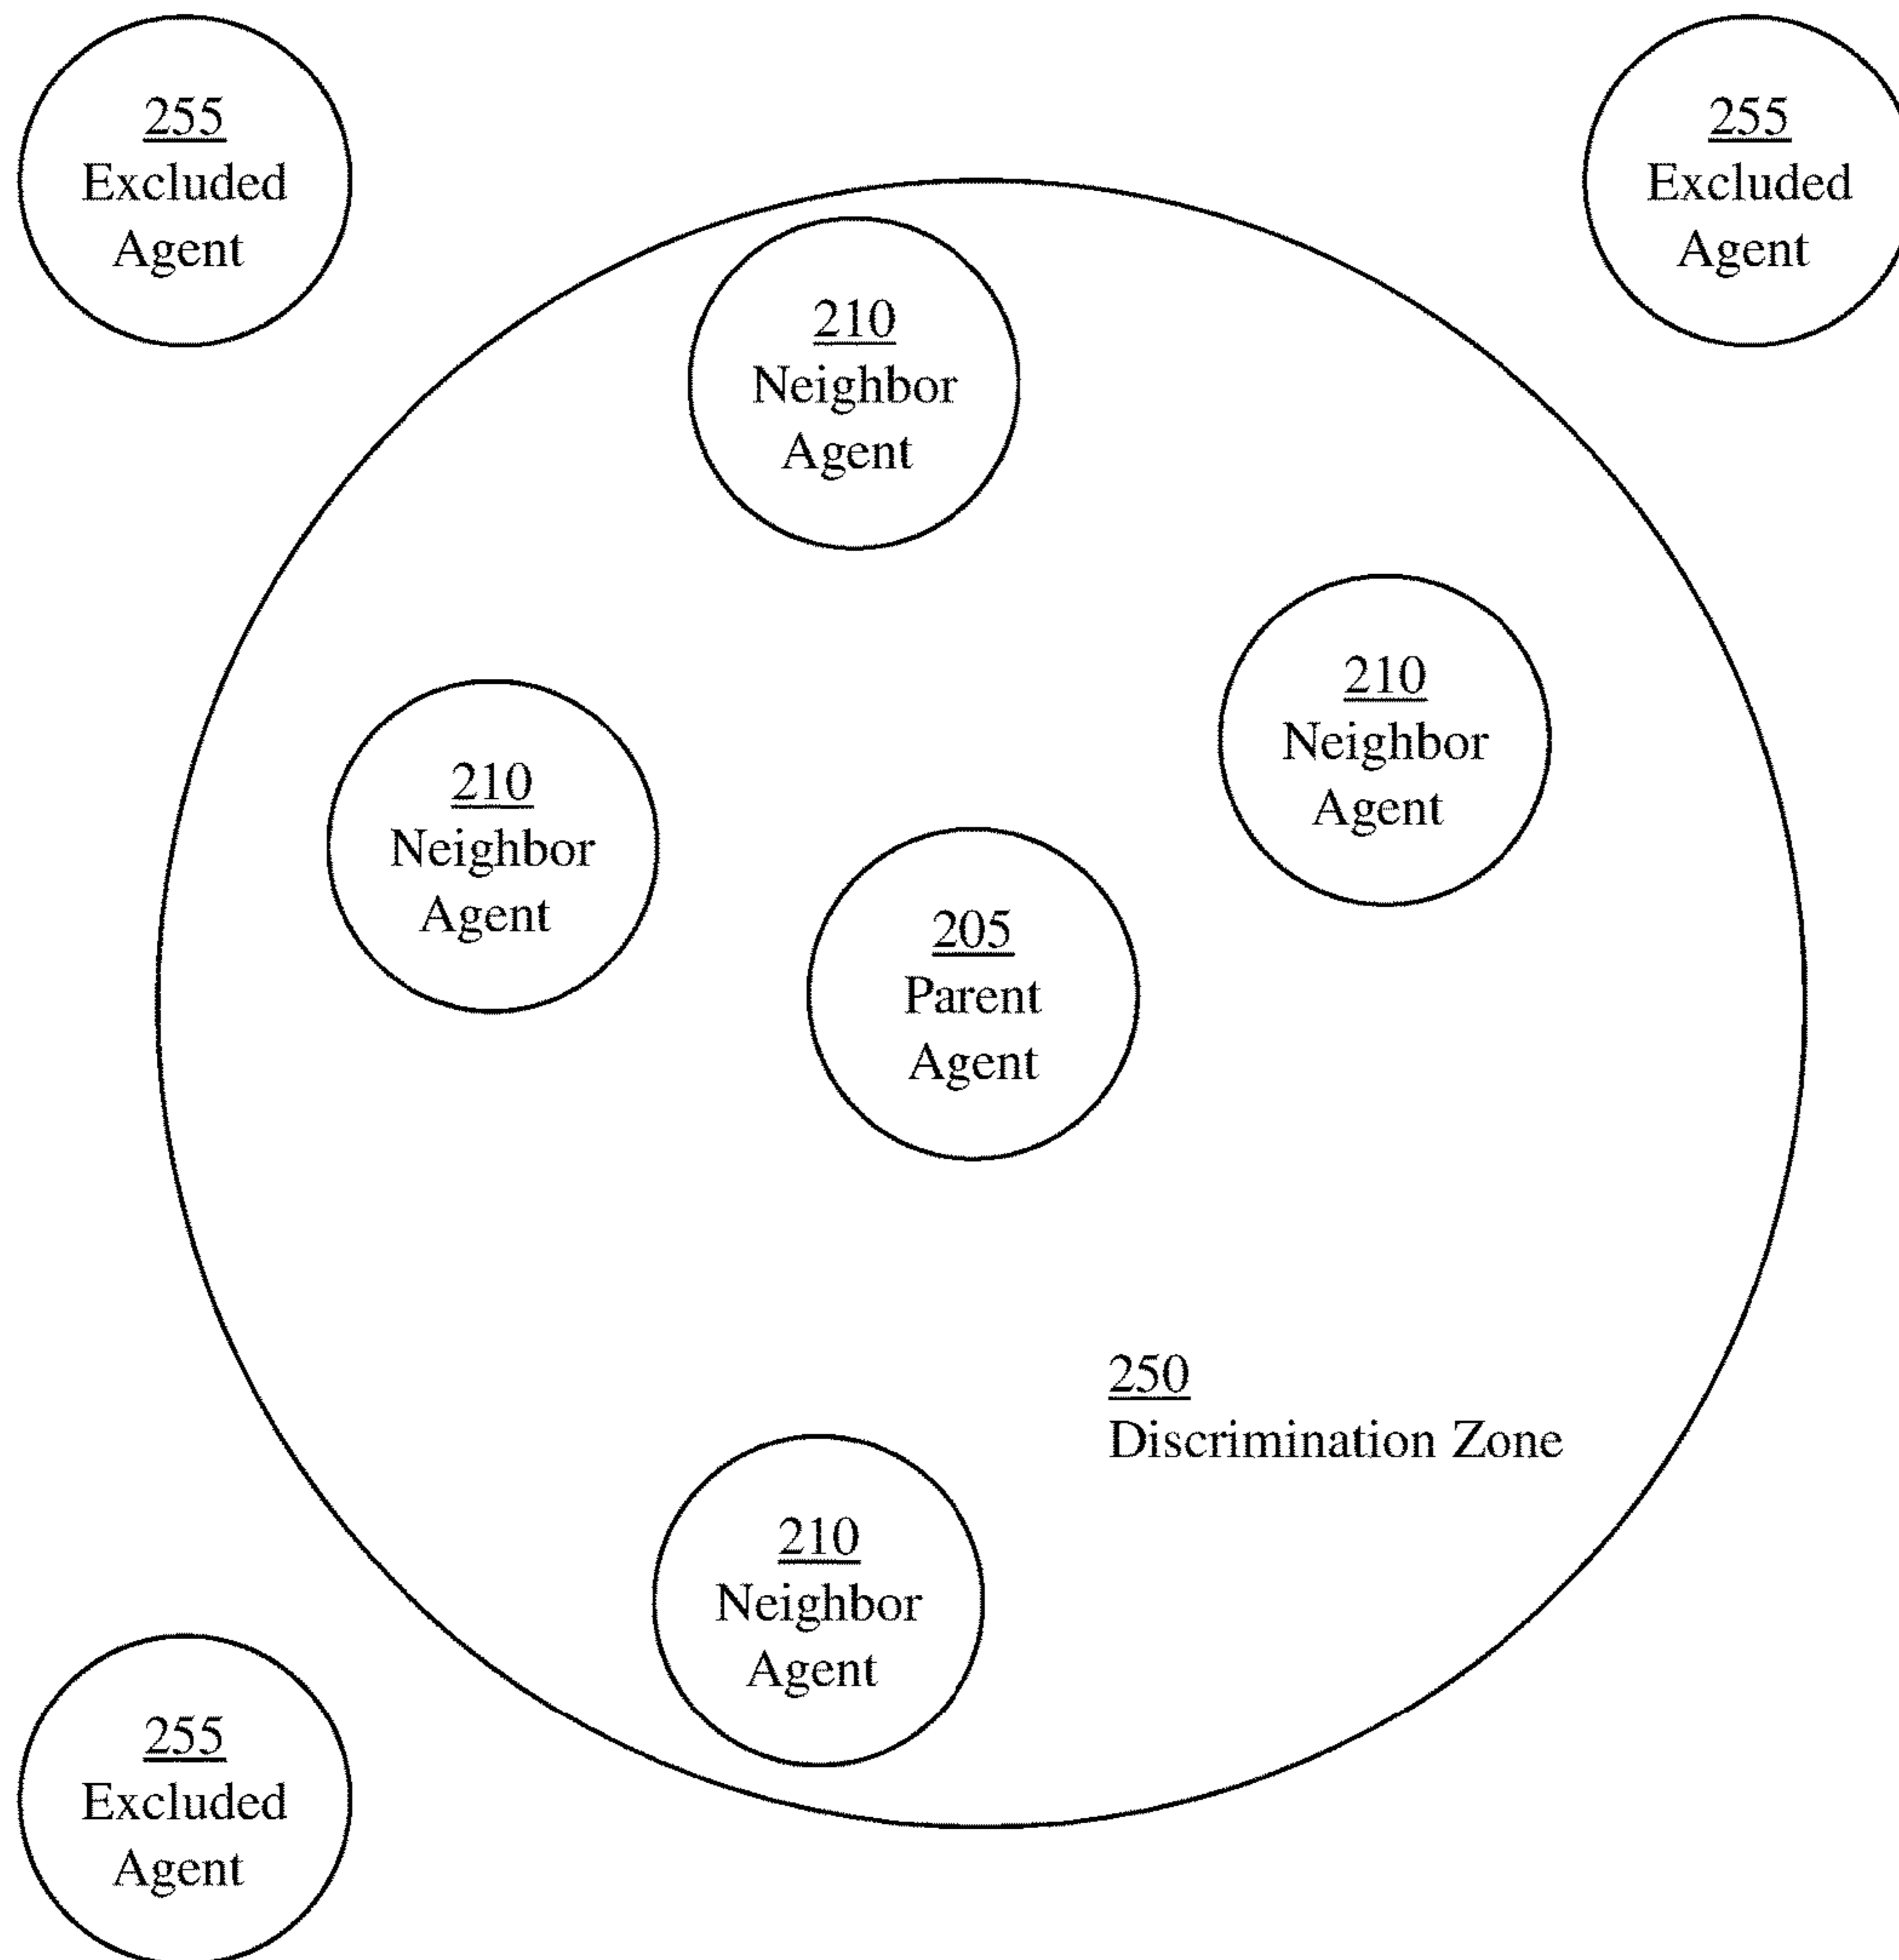 255
Excluded
Agent
255
Excluded
Agent
210
Neighbor
Agent
210
Neighbor
Agent
210
Neighbor
Agent
205
Parent
Agent
250
Discrimination Zone
210
Neighbor
Agent
255
Excluded
Agent